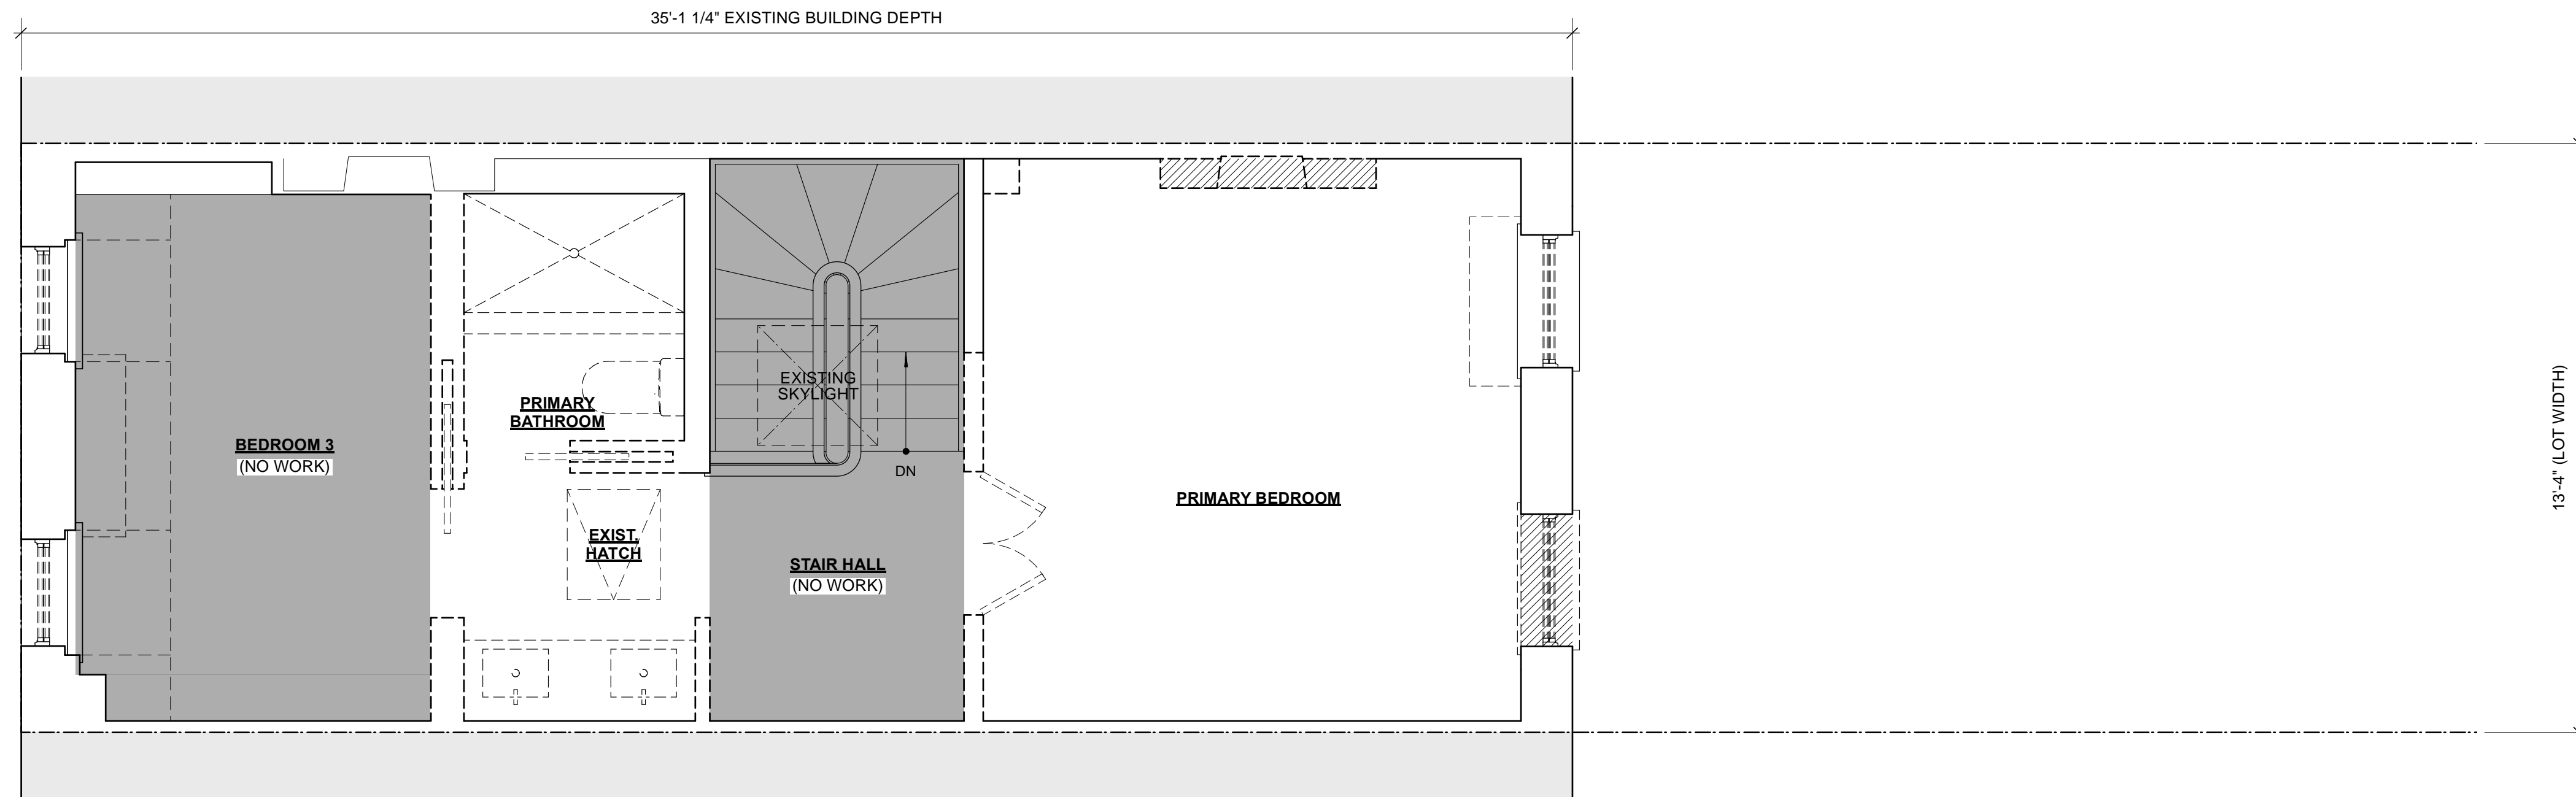 35'-1 1/4" EXISTING BUILDING DEPTH
EXISTING
SKYLIGHT
PRIMARY
BATHROOM
BEDROOM 3
(NO WORK)
DN
PRIMARY BEDROOM
EXIST.
HATCH
STAIR HALL
(NO WORK)
13'-4" (LOT WIDTH)